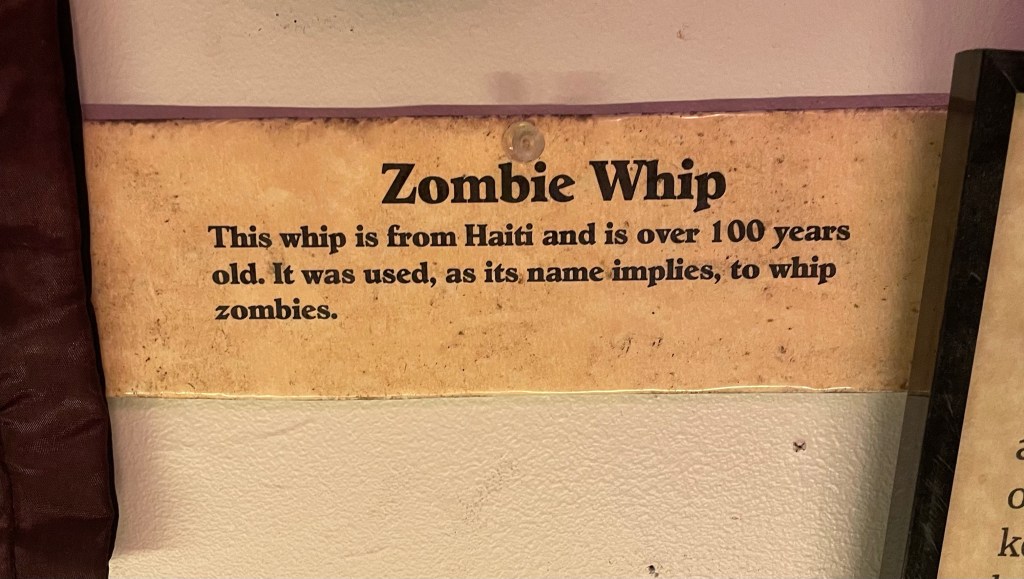 Zombie Whip
This whip is from Haiti and is over 100 years
old. It was used, as its name implies, to whip
zombies.